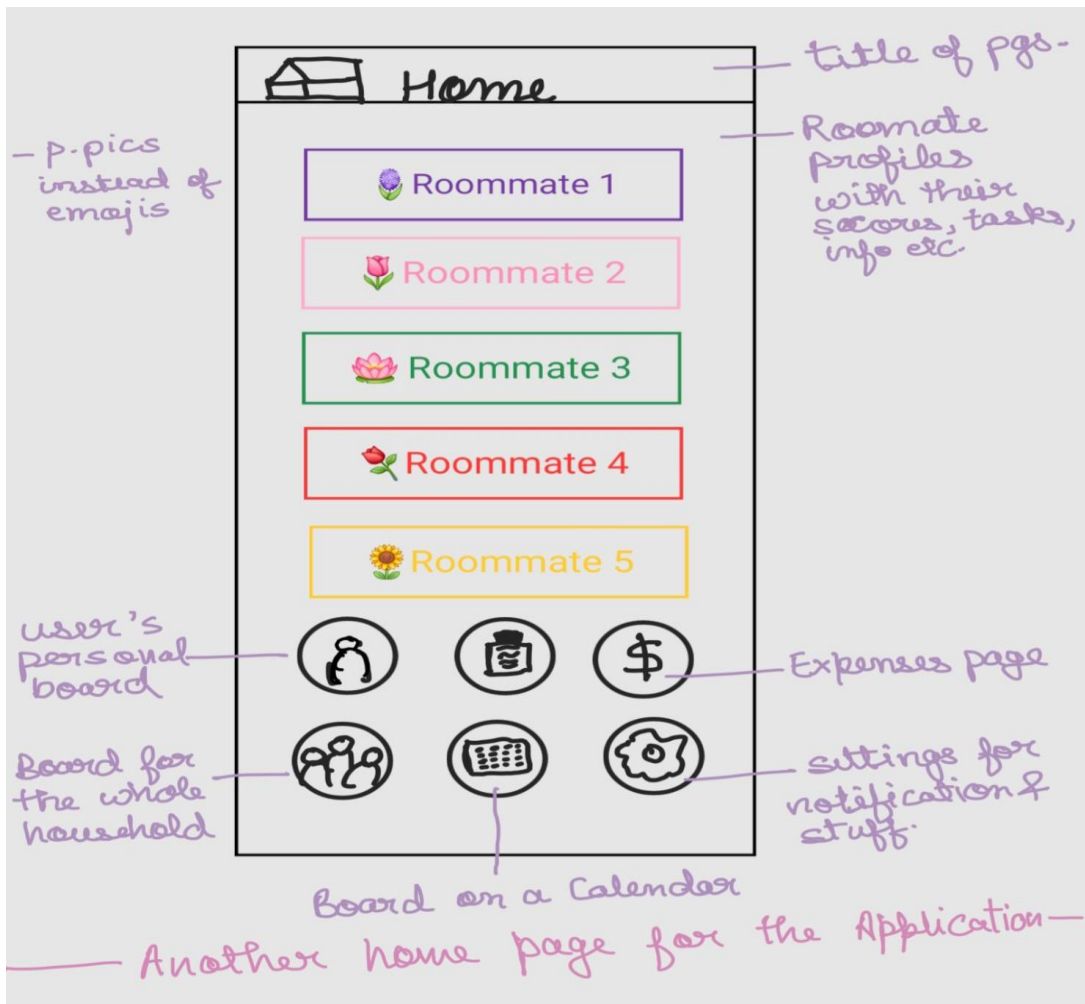 Home
title of pgs.
- p.pics
instead of
emojis
Roomate
profiles
with their
scores, tasks,
info etc.
Roommate 1
Roommate 2
Roommate 3
Roommate 4
Roommate 5
user's
personal
board
$
Expenses page
Board for
the whole
household
settings for
notification &
stuff.
Board on a Calendar
Another home page for the Application